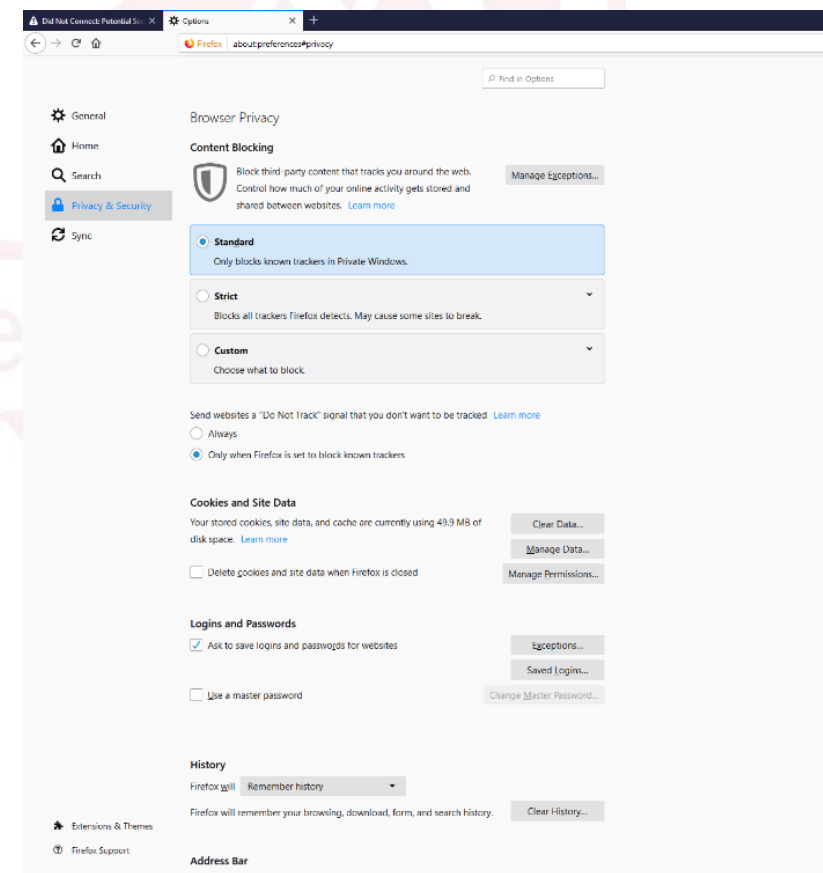 Did Not Connect: Potential Sec
Options
Firefox about:preferences#privacy
Find in Options
General
Home
Search
Privacy & Security
Sync
Browser Privacy
Content Blocking
Block third-party content that tracks you around the web.
Control how much of your online activity gets stored and
shared between websites. Learn more
Manage Exceptions...
Standard
Only blocks known trackers in Private Windows.
Strict
Blocks all trackers Firefox detects. May cause some sites to break.
Custom
Choose what to block.
Send websites a "Do Not Track" signal that you don't want to be tracked Learn more
Always
Only when Firefox is set to block known trackers
Cookies and Site Data
Your stored cookies, site data, and cache are currently using 49.9 MB of
disk space. Learn more
Clear Data...
Manage Data...
Delete cookies and site data when Firefox is closed
Manage Permissions...
Logins and Passwords
Ask to save logins and passwords for websites
Exceptions...
Saved Logins...
Use a master password
Change Master Password...
History
Firefox will Remember history
Firefox will remember your browsing, download, form, and search history.
Clear History...
Extensions & Themes
Firefox Support
Address Bar